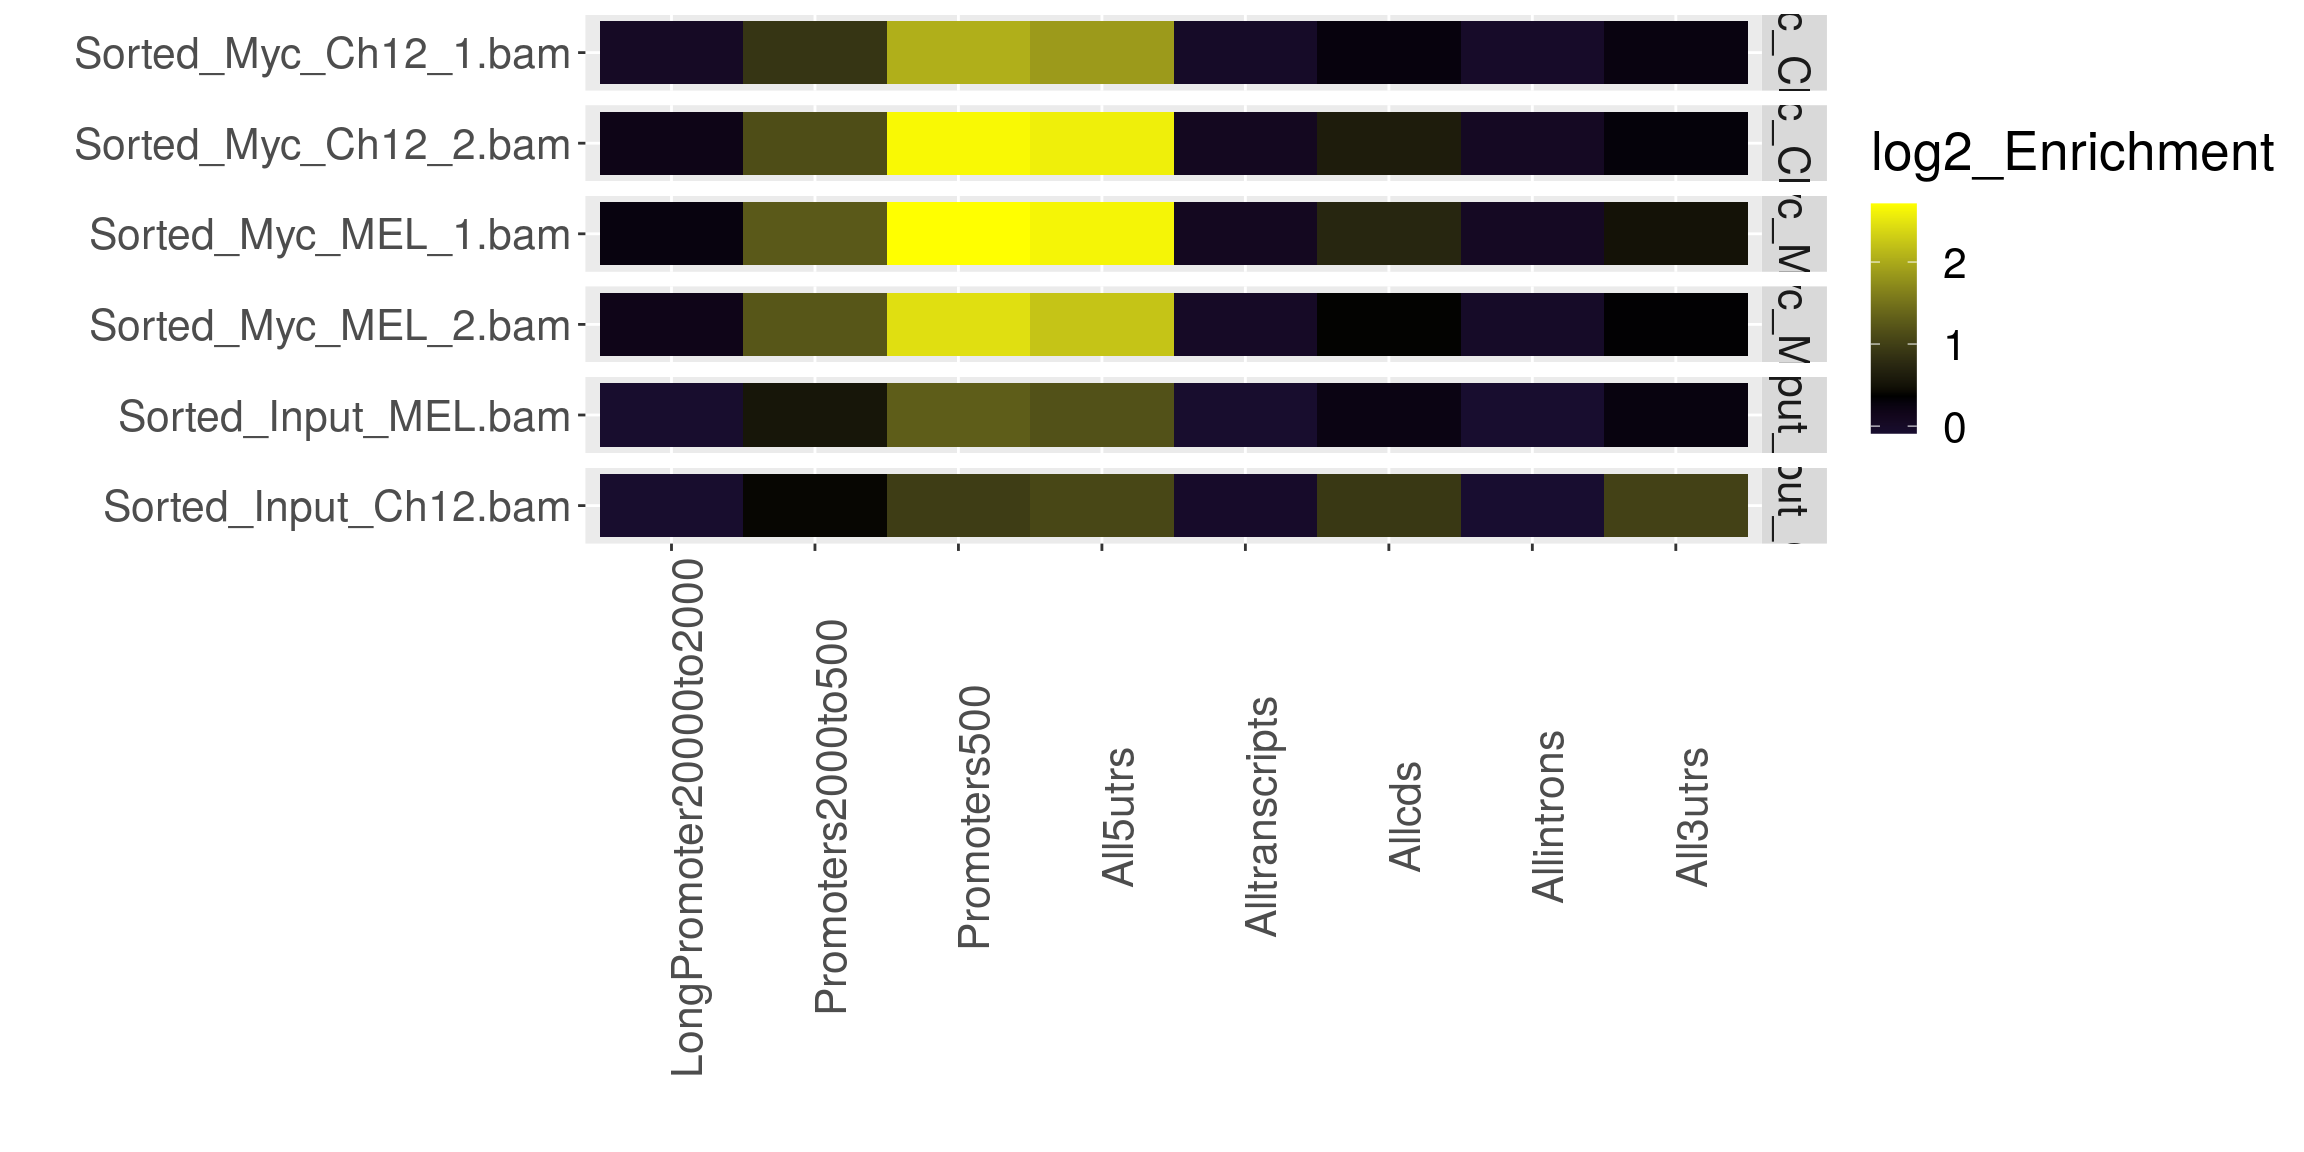 Sorted_Myc_Ch12_1.bam
Sorted_Myc_Ch12_2.bam
Sorted_Myc_MEL_1.bam
Sorted_Myc_MEL_2.bam
Sorted_Input_MEL.bam
Sorted_Input_Ch12.bam
LongPromoter20000to2000
Promoters2000to500
Promoters500
All5utrs
Alltranscripts
Allcds
Allintrons
All3utrs
log2_Enrichment
2
1
0